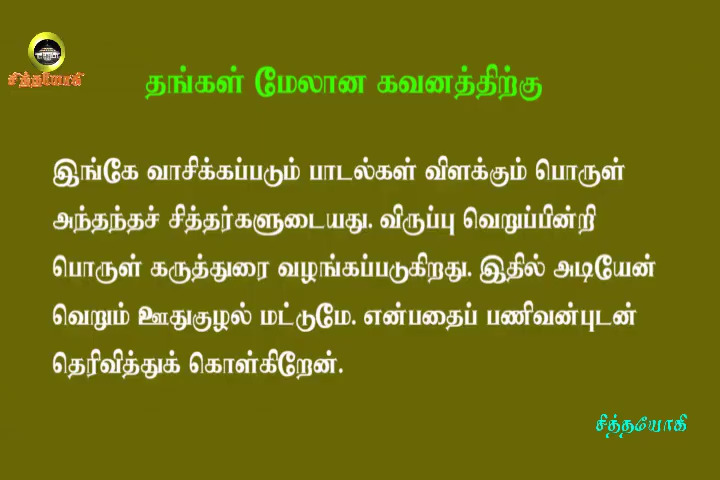 சித்தயோகி
தங்கள் மேலான கவனத்திற்கு
இங்கே வாசிக்கப்படும் பாடல்கள் விளக்கும் பொருள்
அந்தந்தச் சித்தர்களுடையது. விருப்பு வெறுப்பின்றி
பொருள் கருத்துரை வழங்கப்படுகிறது. இதில் அடியேன்
வெறும் ஊதுகுழல் மட்டுமே. என்பதைப் பணிவன்புடன்
தெரிவித்துக் கொள்கிறேன்.
சித்தயோகி